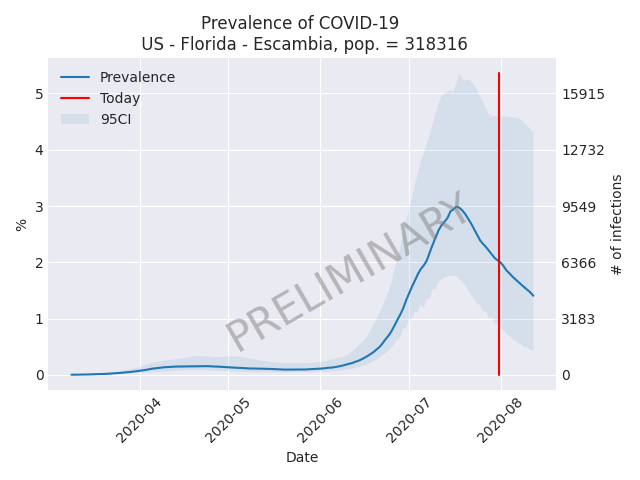 Prevalence of COVID-19
US - Florida - Escambia, pop. = 318316
Prevalence
Today
95CI
5
4
3
2
1
0
%
15915
12732
9549
6366
3183
0
# of infections
PRELIMINARY
2020-04
2020-05
2020-06
2020-07
2020-08
Date